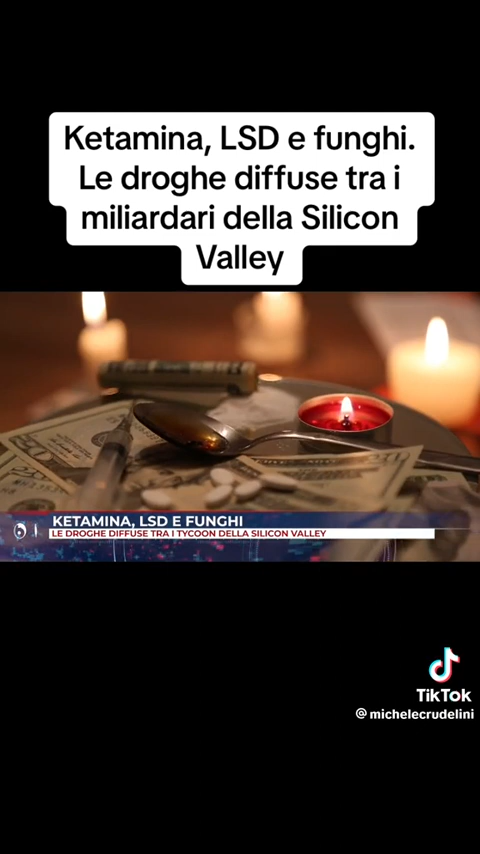 Ketamina, LSD e funghi.
Le droghe diffuse tra i
miliardari della Silicon
Valley
KETAMINA, LSD E FUNGHI
LE DROGHE DIFFUSE TRA I TYCOON DELLA SILICON VALLEY
TikTok
@michelecrudelini